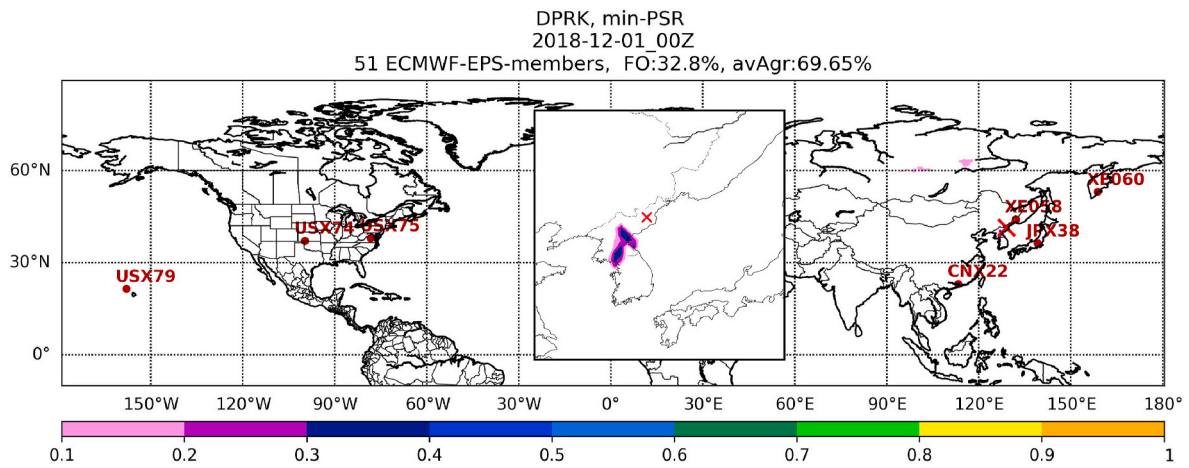 DPRK, min-PSR
2018-12-01_00Z
51 ECMWF-EPS-members, FO:32.8%, avAgr:69.65%
60°N
30°N
0°
XE060
XE058
JPX38
USX74 USX75
CNX22
USX79
150°W 120°W 90°W 60°W 30°W 0° 30°E 60°E 90°E 120°E 150°E 180°
0.1 0.2 0.3 0.4 0.5 0.6 0.7 0.8 0.9 1